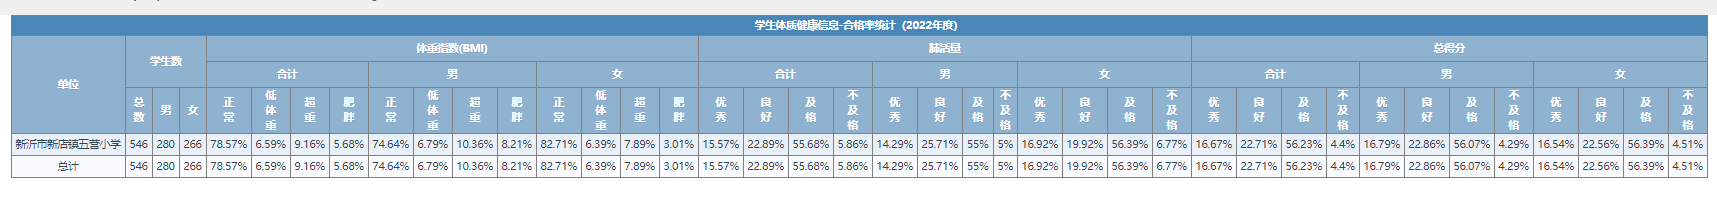 学生体质健康信息-合格率统计（2022年度）
单位 学生数 体重指数(BMI) 肺活量 总得分
合计 男 女 合计 男 女 合计 男 女
总数 男 女 正常 低体重 超重 肥胖 正常 低体重 超重 肥胖 正常 低体重 超重 肥胖 优秀 良好 及格 不及格 优秀 良好 及格 不及格 优秀 良好 及格 不及格 优秀 良好 及格 不及格 优秀 良好 及格 不及格 优秀 良好 及格 不及格
新沂市新店镇五营小学 546 280 266 78.57% 6.59% 9.16% 5.68% 74.64% 6.79% 10.36% 8.21% 82.71% 6.39% 7.89% 3.01% 15.57% 22.89% 55.68% 5.86% 14.29% 25.71% 55% 5% 16.92% 19.92% 56.39% 6.77% 16.67% 22.71% 56.23% 4.4% 16.79% 22.86% 56.07% 4.29% 16.54% 22.56% 56.39% 4.51%
总计 546 280 266 78.57% 6.59% 9.16% 5.68% 74.64% 6.79% 10.36% 8.21% 82.71% 6.39% 7.89% 3.01% 15.57% 22.89% 55.68% 5.86% 14.29% 25.71% 55% 5% 16.92% 19.92% 56.39% 6.77% 16.67% 22.71% 56.23% 4.4% 16.79% 22.86% 56.07% 4.29% 16.54% 22.56% 56.39% 4.51%